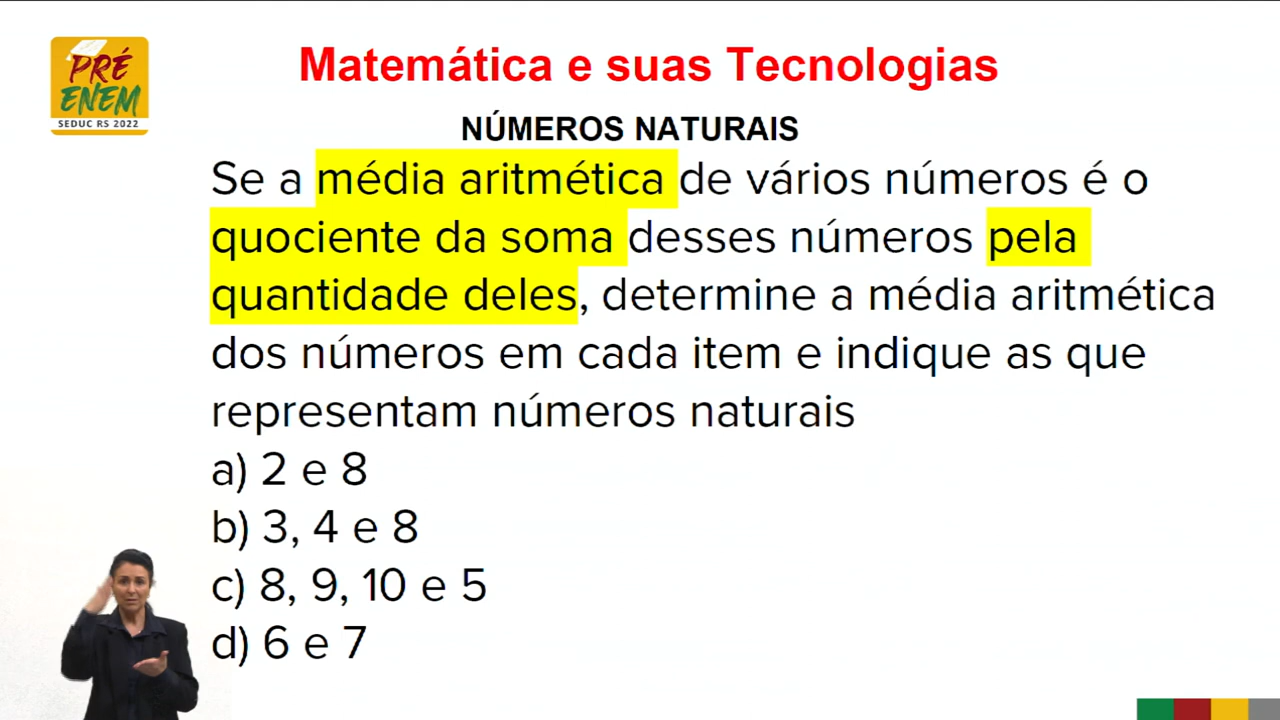 PRÉ
ENEM
SEDUC RS 2022
Matemática e suas Tecnologias
NÚMEROS NATURAIS
Se a média aritmética de vários números é o
quociente da soma desses números pela
quantidade deles, determine a média aritmética
dos números em cada item e indique as que
representam números naturais
a) 2 e 8
b) 3, 4 e 8
c) 8, 9, 10 e 5
d) 6 e 7